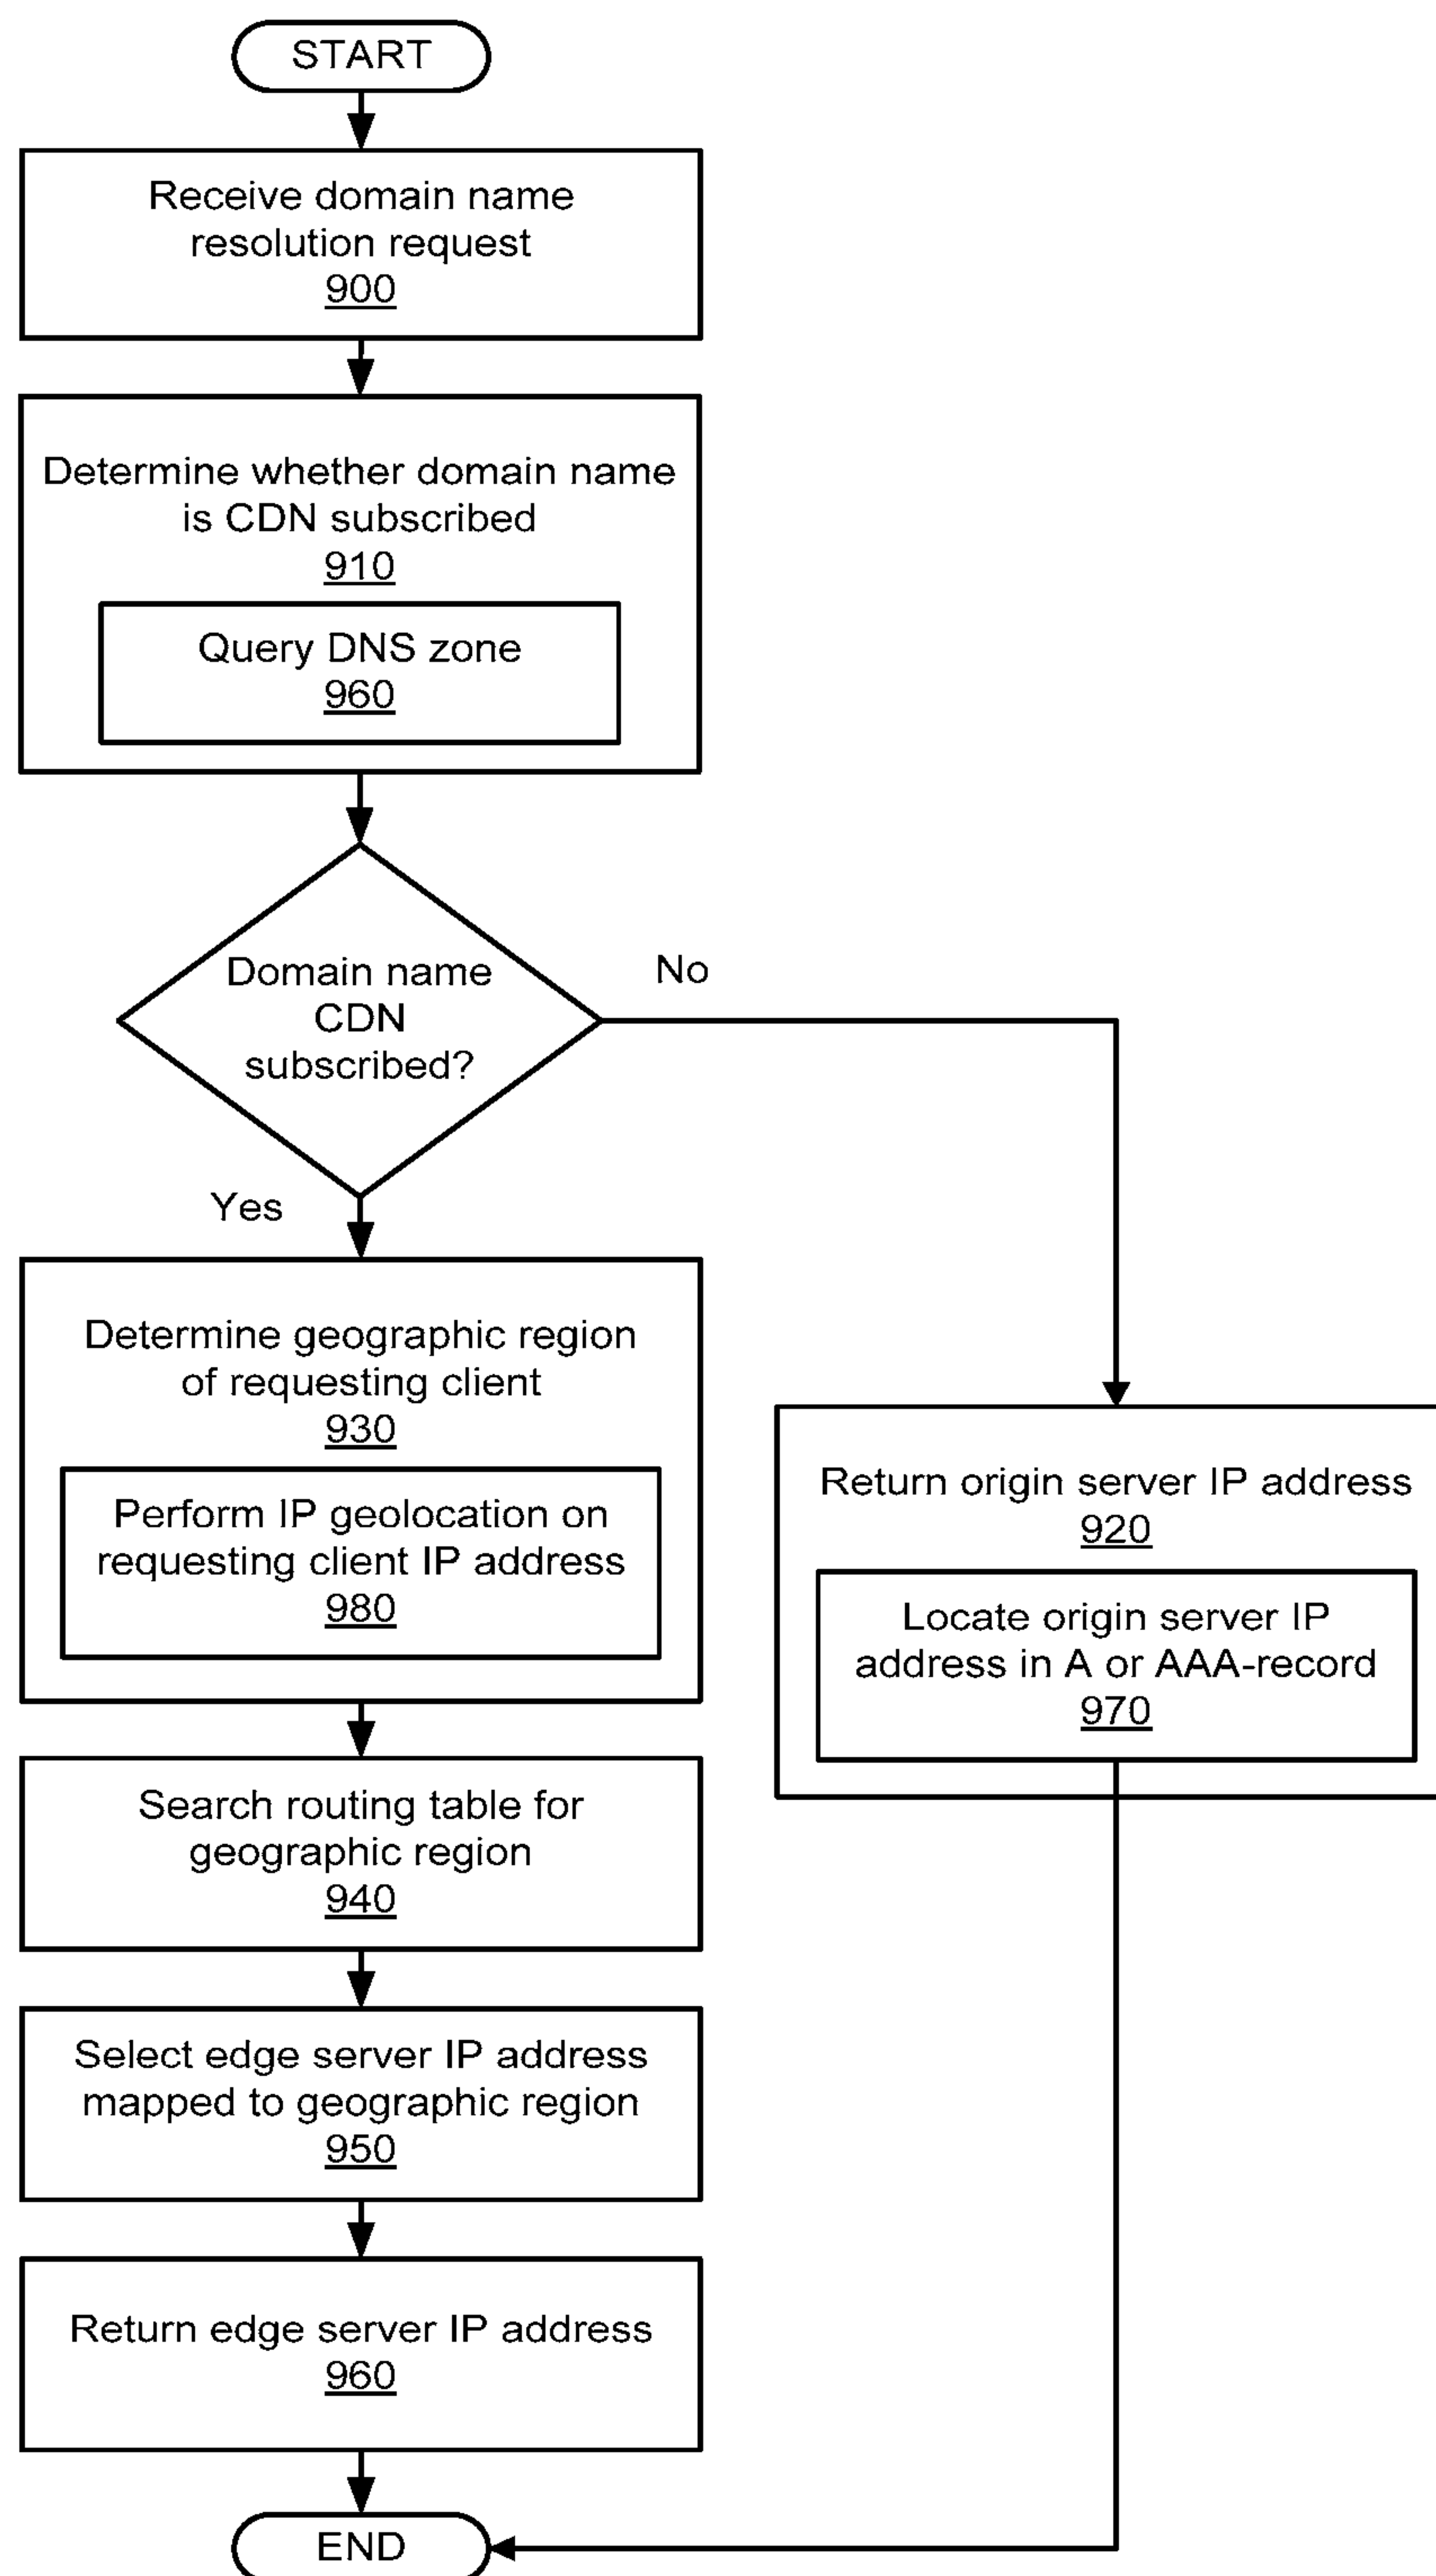 START
Receive domain name
resolution request
900
Determine whether domain name
is CDN subscribed
910
Query DNS zone
960
Domain name
CDN
subscribed?
No
Yes
Determine geographic region
of requesting client
930
Perform IP geolocation on
requesting client IP address
980
Return origin server IP address
920
Locate origin server IP
address in A or AAA-record
970
Search routing table for
geographic region
940
Select edge server IP address
mapped to geographic region
950
Return edge server IP address
960
END